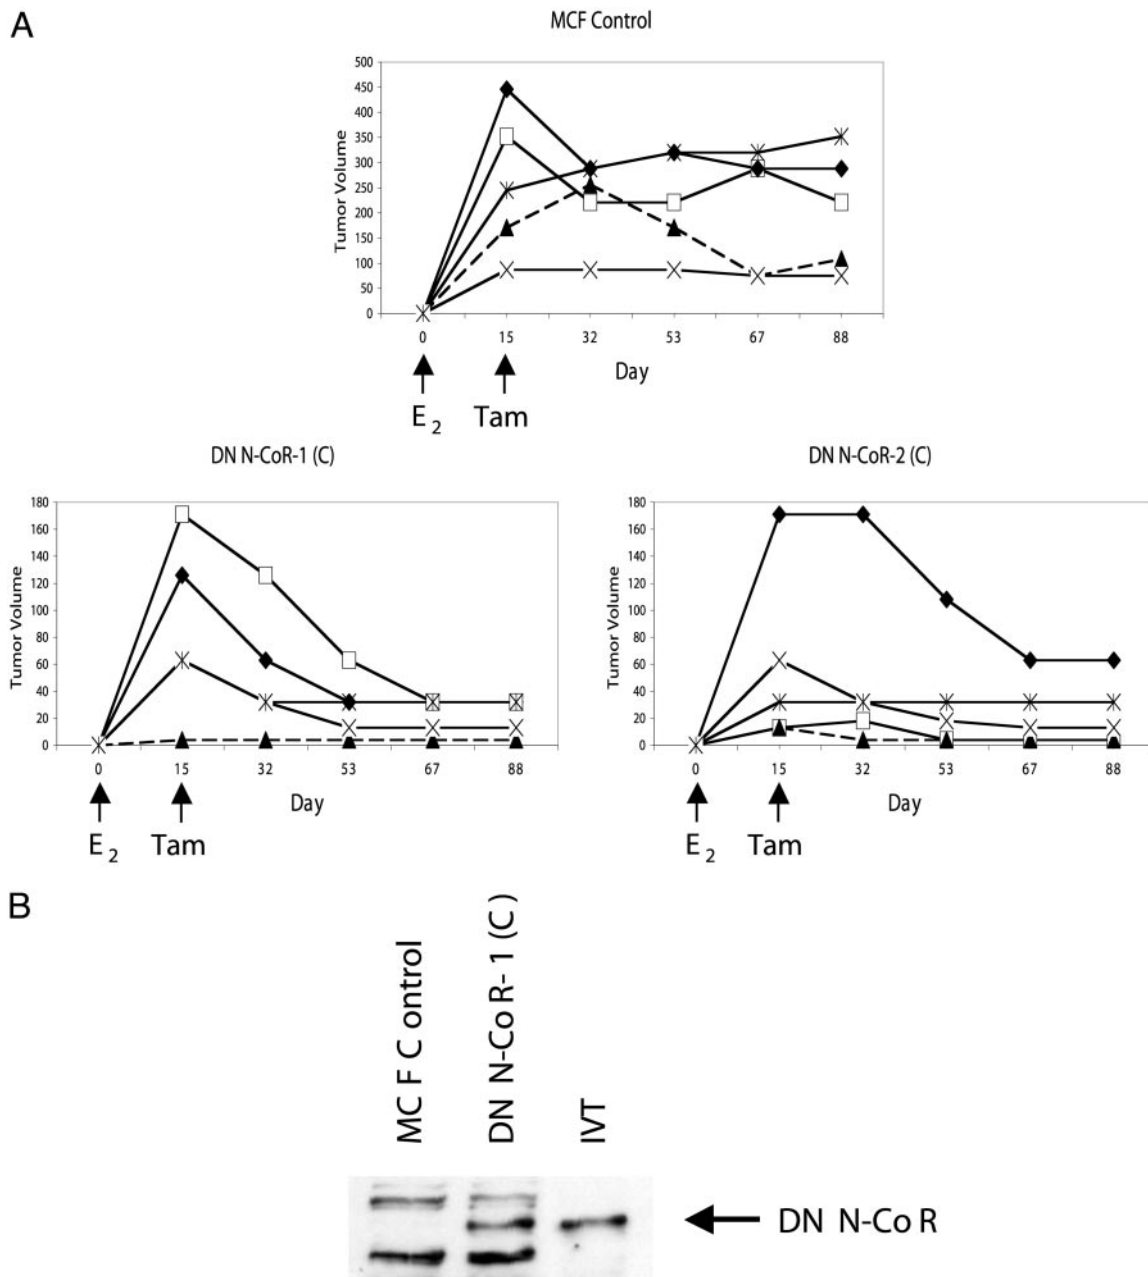 A
MCF Control
500
450
400
350
300
250
200
150
100
50
0
Tumor Volume
0 15 32 53 67 88
Day
E2 Tam
DN N-CoR-1 (C)
180
160
140
120
100
80
60
40
20
0
Tumor Volume
0 15 32 53 67 88
Day
E2 Tam
DN N-CoR-2 (C)
180
160
140
120
100
80
60
40
20
0
Tumor Volume
0 15 32 53 67 88
Day
E2 Tam
B
MC F C ontrol
DN N-Co R- 1 (C )
IVT
DN N-Co R